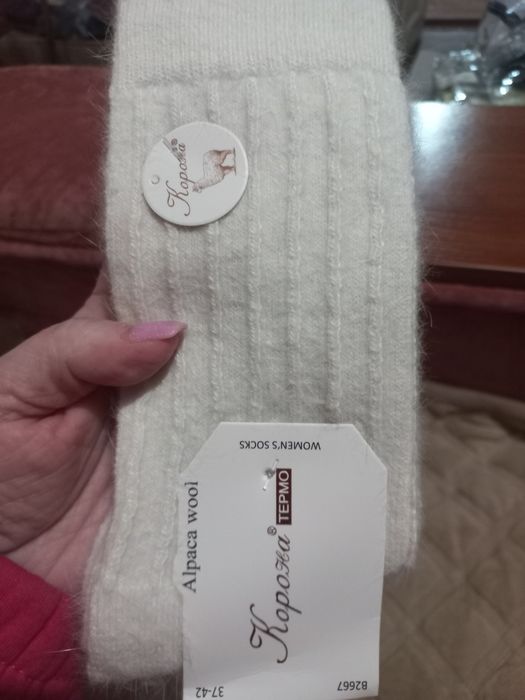 Корона®
WOMEN'S SOCKS
Alpaca wool
Корона®
ТЕРМО
37-42
B2667